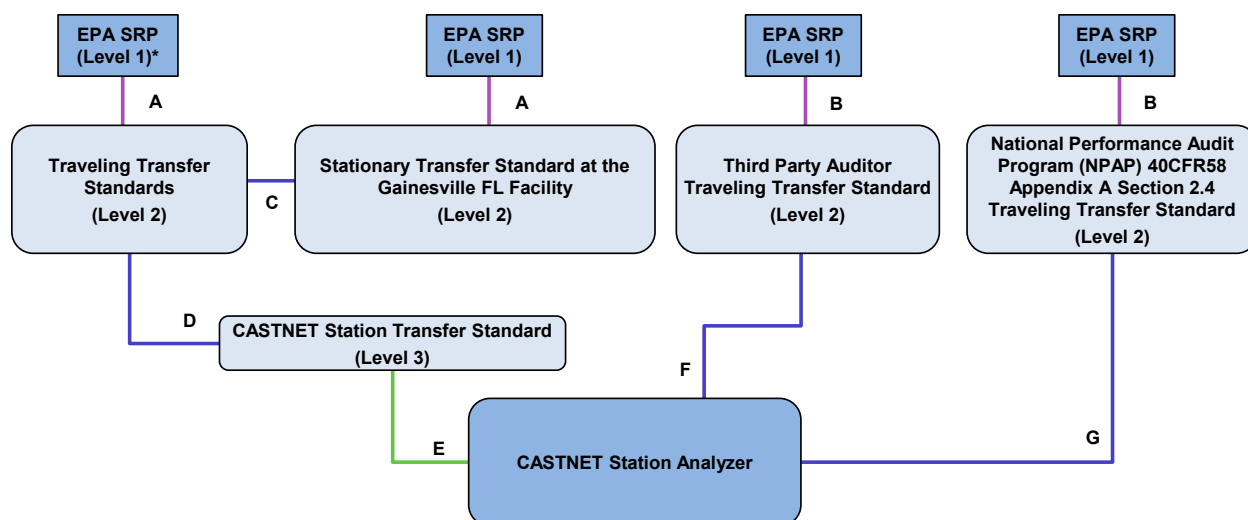 EPA SRP
(Level 1)*
EPA SRP
(Level 1)
EPA SRP
(Level 1)
EPA SRP
(Level 1)
A
A
B
B
Traveling Transfer
Standards
(Level 2)
C
Stationary Transfer Standard at the
Gainesville FL Facility
(Level 2)
Third Party Auditor
Traveling Transfer Standard
(Level 2)
National Performance Audit
Program (NPAP) 40CFR58
Appendix A Section 2.4
Traveling Transfer Standard
(Level 2)
D
CASTNET Station Transfer Standard
(Level 3)
F
E
CASTNET Station Analyzer
G